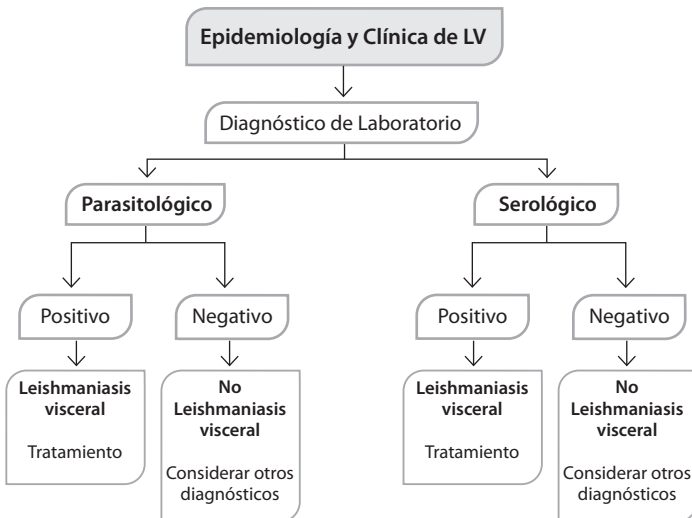 Epidemiología y Clínica de LV
Diagnóstico de Laboratorio
Parasitológico
Serológico
Positivo
Negativo
Positivo
Negativo
Leishmaniasis
visceral
Tratamiento
No
Leishmaniasis
visceral
Considerar otros
diagnósticos
Leishmaniasis
visceral
Tratamiento
No
Leishmaniasis
visceral
Considerar otros
diagnósticos